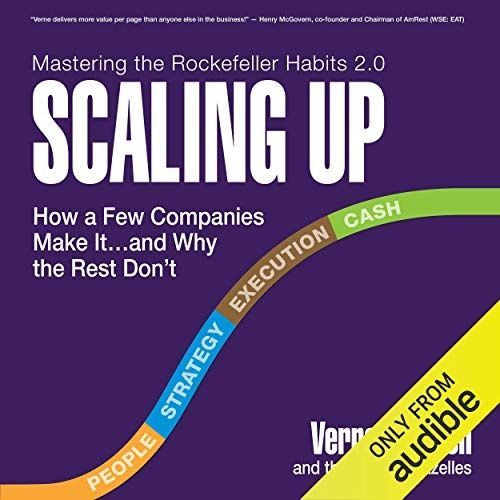 "Verne delivers more value per page than anyone else in the business!" — Henry McGovern, co-founder and Chairman of AmRest (WSE: EAT)
Mastering the Rockefeller Habits 2.0
SCALING UP
How a Few Companies
Make It...and Why
the Rest Don't
CASH
EXECUTION
STRATEGY
PEOPLE
and
ONLY FROM
audible